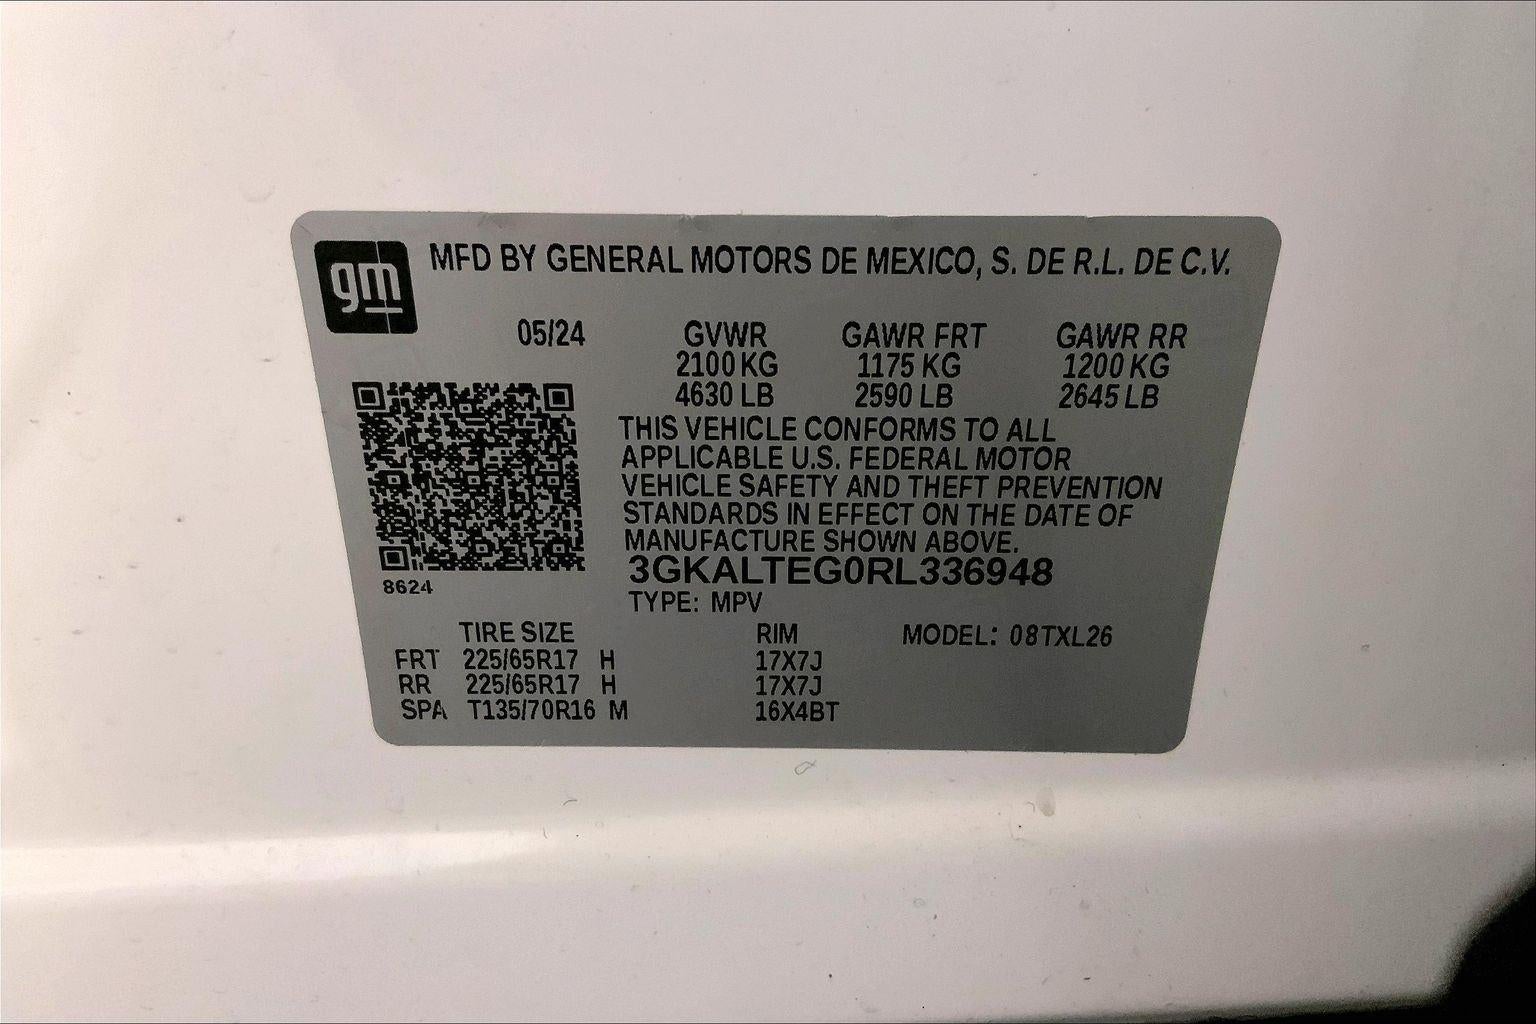 gm MFD BY GENERAL MOTORS DE MEXICO, S. DE R.L. DE C.V.
05/24 GVWR GAWR FRT GAWR RR
2100 KG 1175 KG 1200 KG
4630 LB 2590 LB 2645 LB
THIS VEHICLE CONFORMS TO ALL
APPLICABLE U.S. FEDERAL MOTOR
VEHICLE SAFETY AND THEFT PREVENTION
STANDARDS IN EFFECT ON THE DATE OF
MANUFACTURE SHOWN ABOVE.
3GKALTEG0RL336948
8624
TYPE: MPV
TIRE SIZE RIM MODEL: 08TXL26
FRT 225/65R17 H 17X7J
RR 225/65R17 H 17X7J
SPA T135/70R16 M 16X4BT